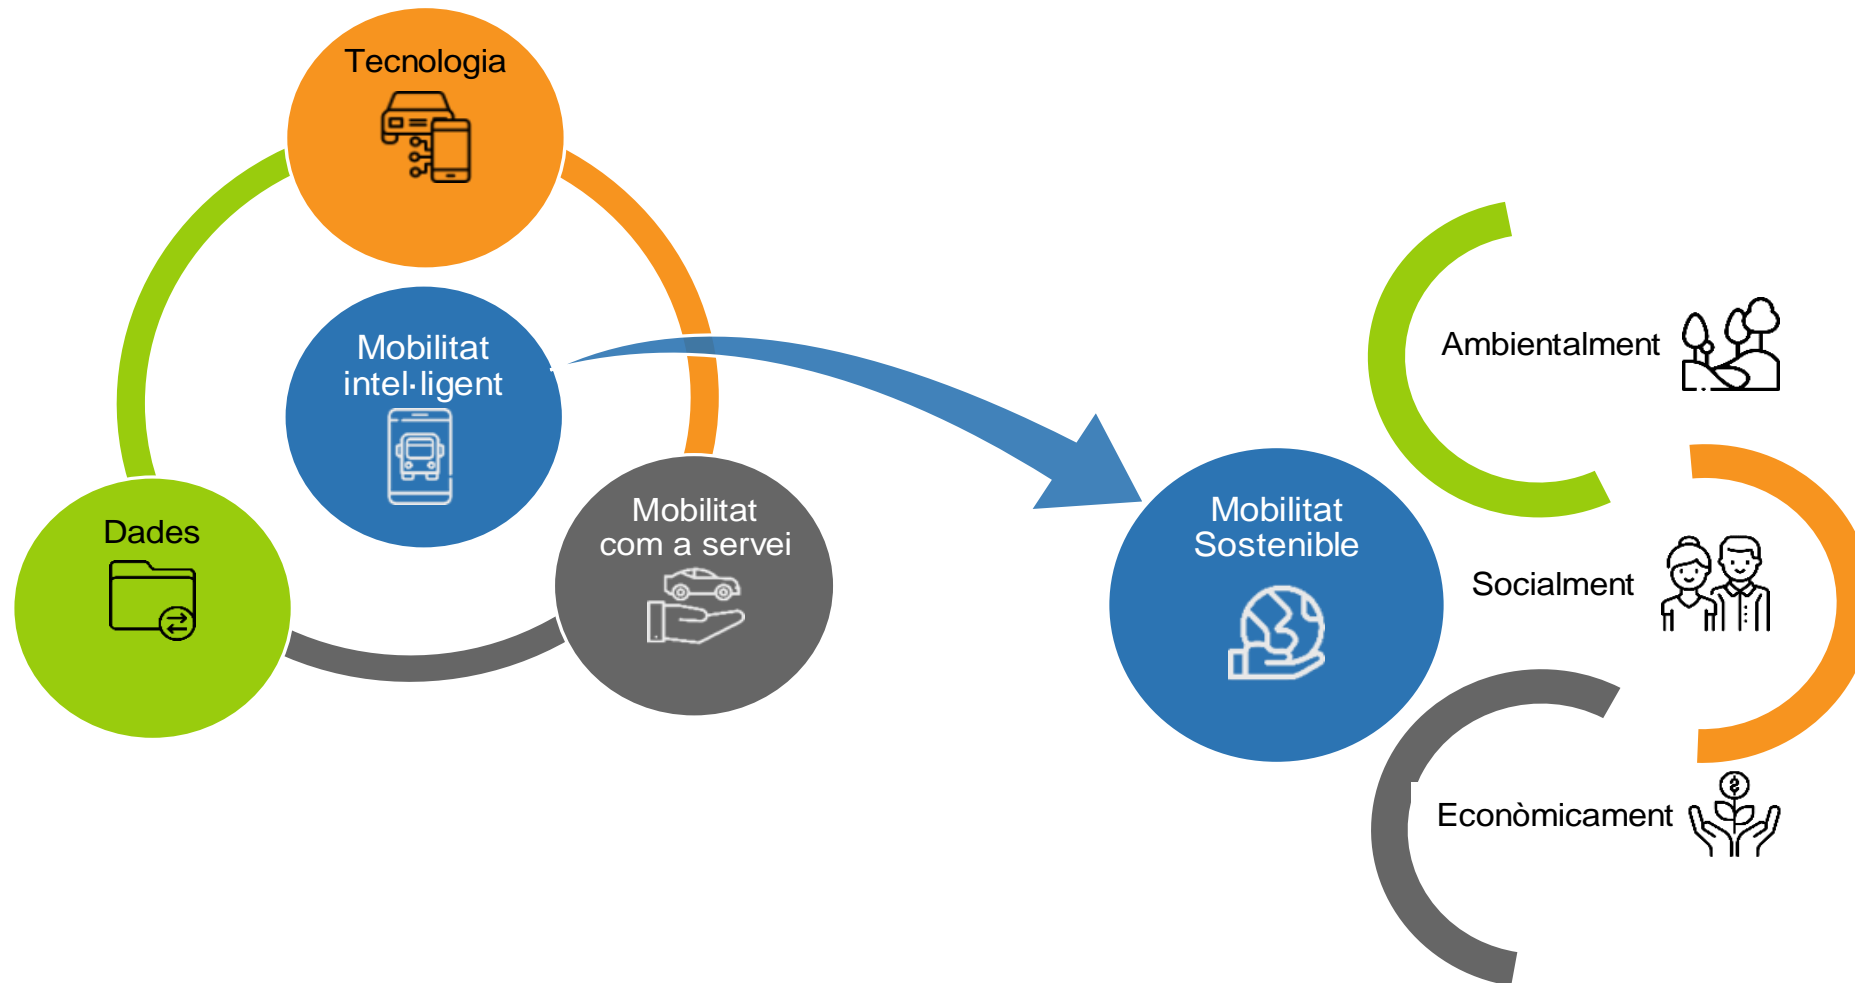 Tecnologia
Mobilitat
intel·ligent
Dades
Mobilitat
com a servei
Mobilitat
Sostenible
Ambientalment
Socialment
Econòmicament